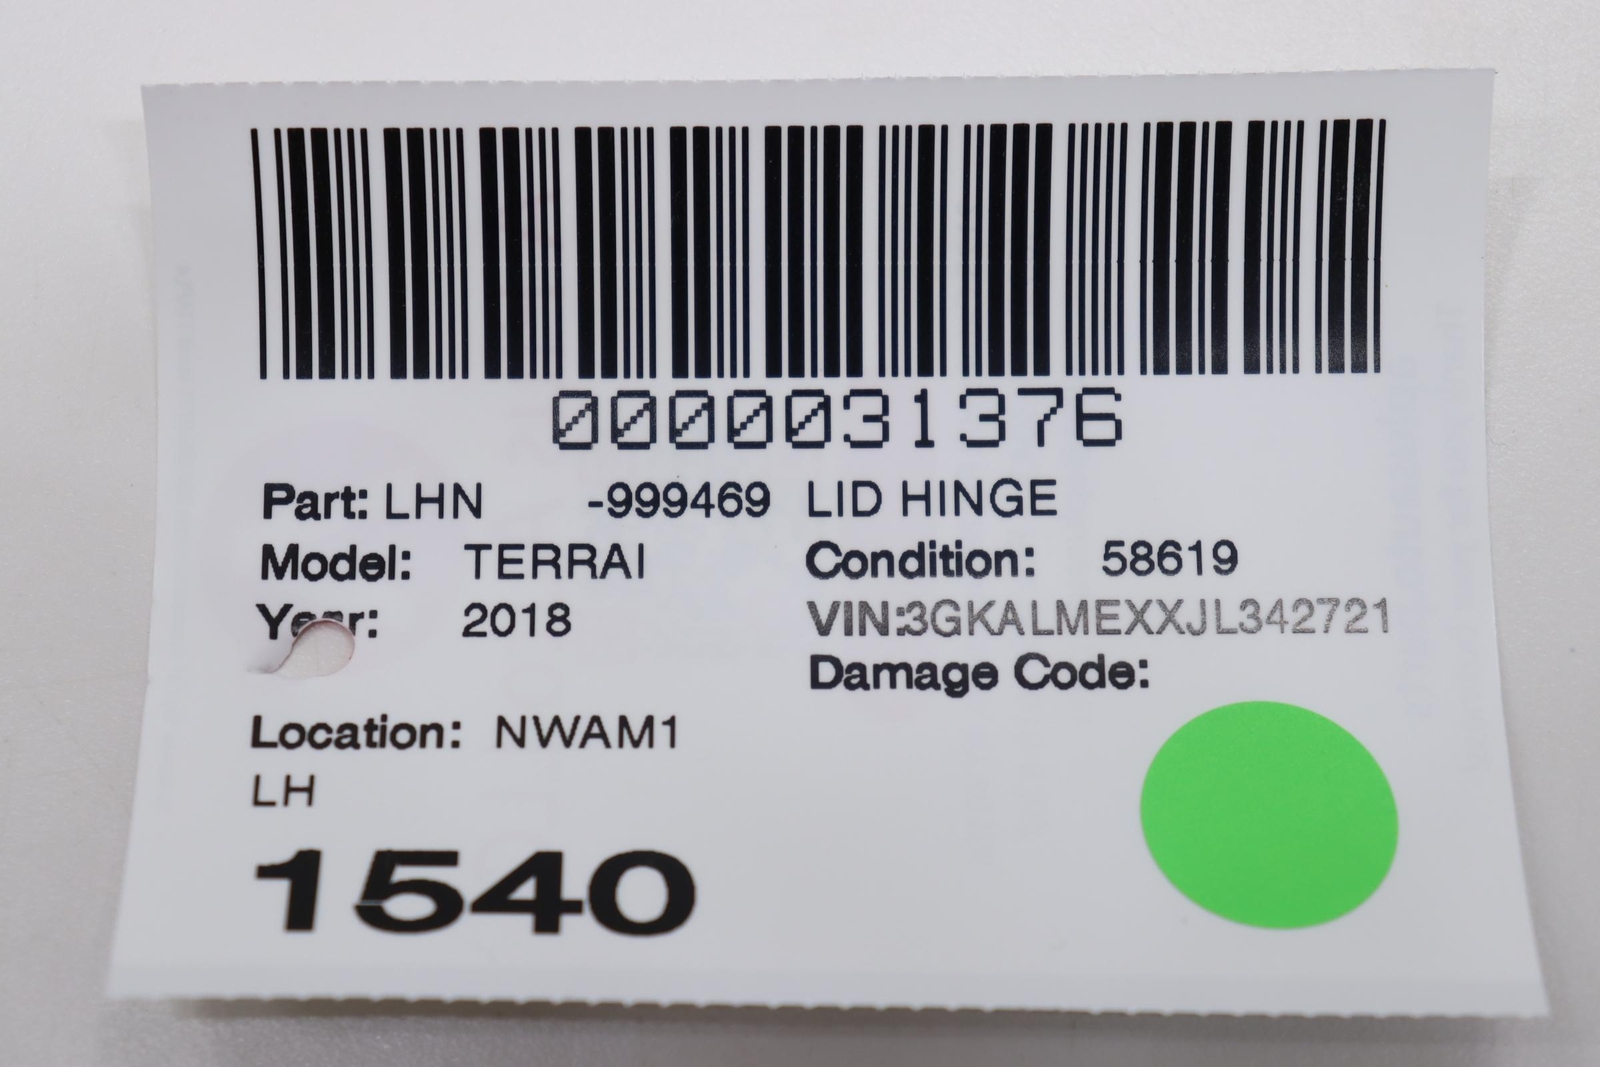 0000031376
Part: LHN -999469 LID HINGE
Model: TERRAI Condition: 58619
Year: 2018 VIN:3GKALMEXXJL342721
Damage Code:
Location: NWAM1
LH
1540